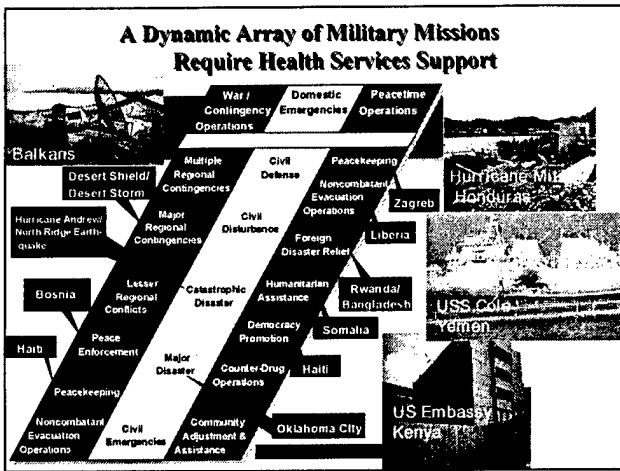 A Dynamic Array of Military Missions
Require Health Services Support
War /
Contingency
Operations
Domestic
Emergencies
Peacetime
Operations
Balkans
Desert Shield/
Desert Storm
Hurricane Andrew/
North Ridge Earth-
quake
Bosnia
Haiti
Multiple
Regional
Contingencies
Major
Regional
Contingencies
Lesser
Regional
Conflicts
Peace
Enforcement
Peacekeeping
Noncombatant
Evacuation
Operations
Civil
Defense
Civil
Disturbance
Catastrophic
Disaster
Major
Disaster
Civil
Emergencies
Peacekeeping
Noncombatant
Evacuation
Operations
Foreign
Disaster Relief
Humanitarian
Assistance
Democracy
Promotion
Counter-Drug
Operations
Community
Adjustment &
Assistance
Zagreb
Liberia
Rwanda/
Bangladesh
Somalia
Haiti
Oklahoma City
Hurricane
Honduras
USS Cole
Yemen
US Embassy
Kenya